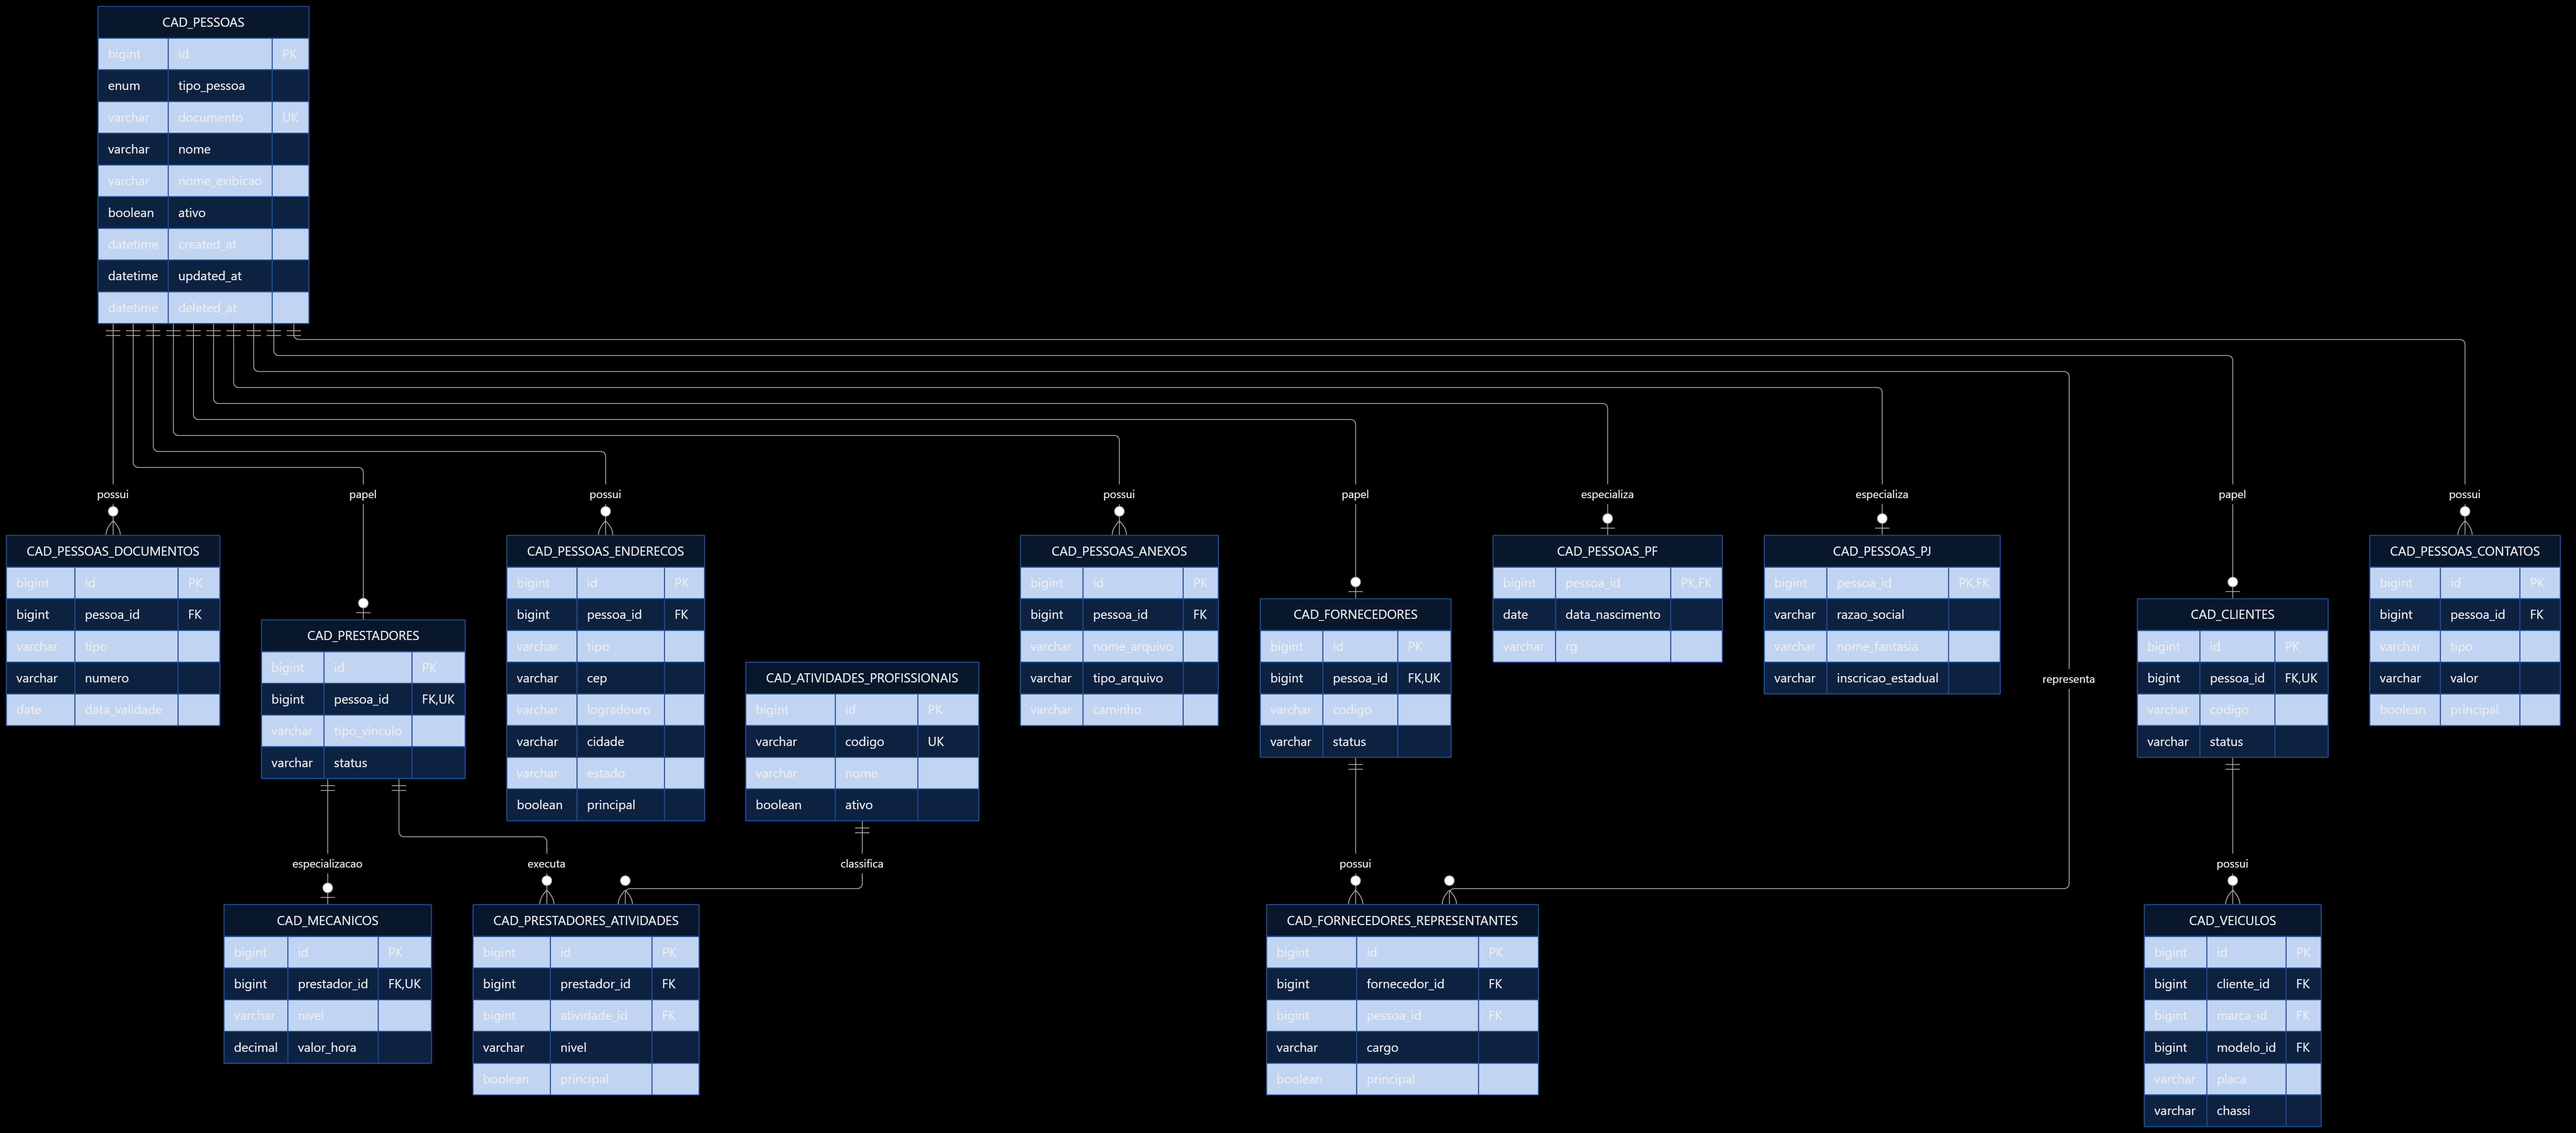 CAD_PESSOAS
bigint id PK
enum tipo_pessoa
varchar documento UK
varchar nome
varchar nome_exibicao
boolean ativo
datetime created_at
datetime updated_at
datetime deleted_at
possui
papel
possui
possui
papel
especializa
especializa
papel
possui
CAD_PESSOAS_DOCUMENTOS
bigint id PK
bigint pessoa_id FK
varchar tipo
varchar numero
date data_validade
CAD_PRESTADORES
bigint id PK
bigint pessoa_id FK,UK
varchar tipo_vinculo
varchar status
CAD_PESSOAS_ENDERECOS
bigint id PK
bigint pessoa_id FK
varchar tipo
varchar cep
varchar logradouro
varchar cidade
varchar estado
boolean principal
CAD_ATIVIDADES_PROFISSIONAIS
bigint id PK
varchar codigo UK
varchar nome
boolean ativo
CAD_PESSOAS_ANEXOS
bigint id PK
bigint pessoa_id FK
varchar nome_arquivo
varchar tipo_arquivo
varchar caminho
CAD_FORNECEDORES
bigint id PK
bigint pessoa_id FK,UK
varchar codigo
varchar status
CAD_PESSOAS_PF
bigint pessoa_id PK,FK
date data_nascimento
varchar rg
CAD_PESSOAS_PJ
bigint pessoa_id PK,FK
varchar razao_social
varchar nome_fantasia
varchar inscricao_estadual
representa
CAD_CLIENTES
bigint id PK
bigint pessoa_id FK,UK
varchar codigo
varchar status
CAD_PESSOAS_CONTATOS
bigint id PK
bigint pessoa_id FK
varchar tipo
varchar valor
boolean principal
especializacao
executa
classifica
possui
possui
CAD_MECANICOS
bigint id PK
bigint prestador_id FK,UK
varchar nivel
decimal valor_hora
CAD_PRESTADORES_ATIVIDADES
bigint id PK
bigint prestador_id FK
bigint atividade_id FK
varchar nivel
boolean principal
CAD_FORNECEDORES_REPRESENTANTES
bigint id PK
bigint fornecedor_id FK
bigint pessoa_id FK
varchar cargo
boolean principal
CAD_VEICULOS
bigint id PK
bigint cliente_id FK
bigint marca_id FK
bigint modelo_id FK
varchar placa
varchar chassi